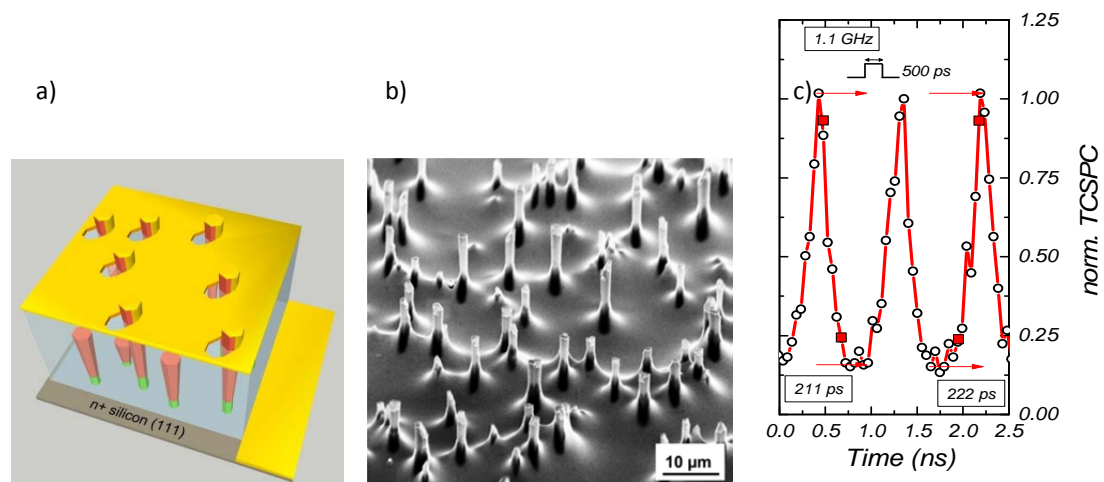 a)
n+ silicon (111)
b)
10 µm
c)
1.1 GHz
500 ps
211 ps
222 ps
1.25
1.00
0.75
0.50
0.25
0.00
norm. TCSPC
0.0 0.5 1.0 1.5 2.0 2.5
Time (ns)